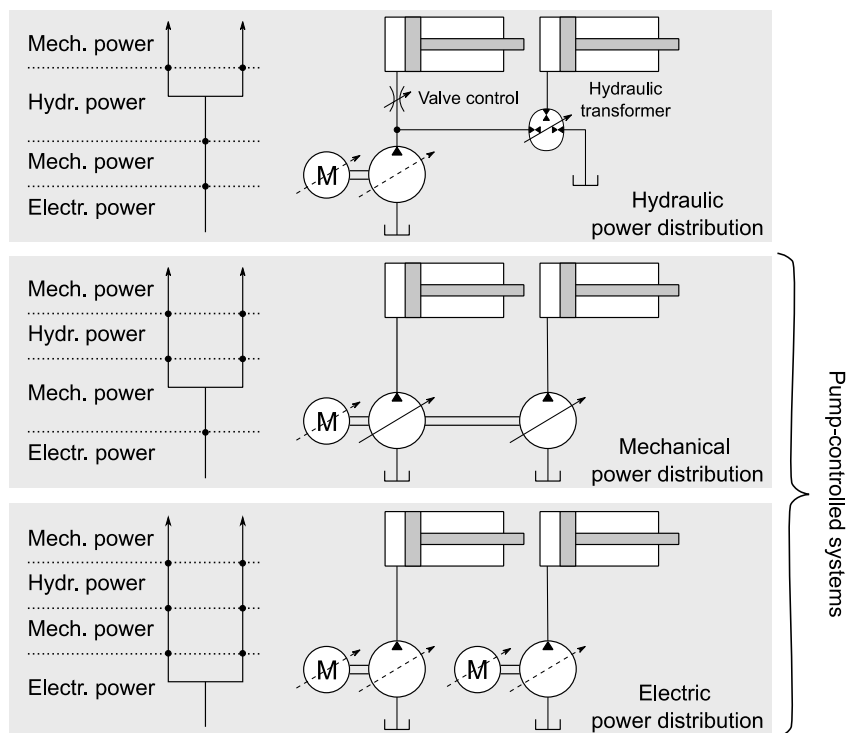 Mech. power
Hydr. power
Mech. power
Electr. power
Valve control
Hydraulic
transformer
M
Hydraulic
power distribution
Mech. power
Hydr. power
Mech. power
Electr. power
M
Mechanical
power distribution
Mech. power
Hydr. power
Mech. power
Electr. power
M
M
Electric
power distribution
Pump-controlled systems